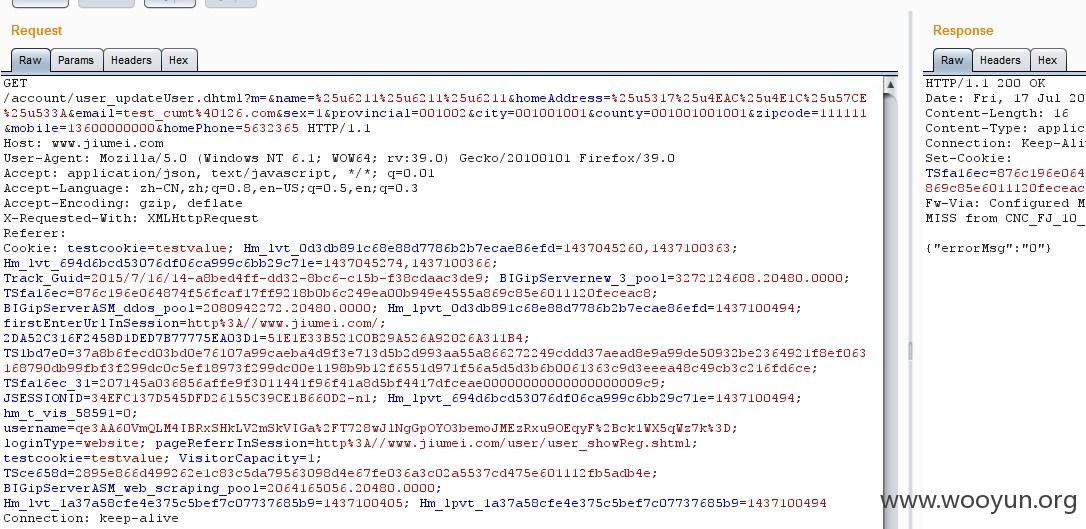 Request
Raw Params Headers Hex
GET
/account/user_updateUser.dhtml?m=&name=%25u6211%25u6211%25u6211&homeAddress=%25u5317%25u4EAC%25u4E1C%25u57CE
%25u533A&email=test_cumt%40126.com&sex=1&provincial=001002&city=001001001&county=001001001001&zipcode=111111
&mobile=13600000000&homePhone=5632365 HTTP/1.1
Host: www.jiumei.com
User-Agent: Mozilla/5.0 (Windows NT 6.1; WOW64; rv:39.0) Gecko/20100101 Firefox/39.0
Accept: application/json, text/javascript, */*; q=0.01
Accept-Language: zh-CN,zh;q=0.8,en-US;q=0.5,en;q=0.3
Accept-Encoding: gzip, deflate
X-Requested-With: XMLHttpRequest
Referer:
Cookie: testcookie=testvalue; Hm_lvt_0d3db891c68e88d7786b2b7ecae86efd=1437045260,1437100363;
Hm_lvt_694d6bcd53076df06ca999c6bb29c71e=1437045274,1437100366;
Track_Guid=2015/7/16/14-a8bed4ff-dd32-8bc6-c15b-f38cdaac3de9; BIGipServernew_3_pool=3272124608.20480.0000;
TSfa16ec=876c196e064874f56fcaf17ff9218b0b6c249ea00b949e4555a869c85e6011120feceac8;
BIGipServerASM_ddos_pool=2080942272.20480.0000; Hm_lpvt_0d3db891c68e88d7786b2b7ecae86efd=1437100494;
firstEnterUrlInSession=http%3A//www.jiumei.com/;
2DA52C316F2458D1DED7B77775EA03D1=51E1E33B521C0B29A526A92026A311B4;
TS1bd7e0=37a8b6fecd03bd0e76107a99caeba4d9f3e713d5b2d993aa55a866272249cddd37aead8e9a99de50932be2364921f8ef063
168790db99fbf3f299dc0c5ef18973f299dc00e1198b9b12f6551d971f56a5d5d3b6b0061363c9d3eeea48c49cb3c216fd6ce;
TSfa16ec_31=207145a036856affe9f3011441f96f41a8d5bf4417dfceae00000000000000000009c9;
JSESSIONID=34EFC137D545DFD26155C39CE1B660D2-n1; Hm_lpvt_694d6bcd53076df06ca999c6bb29c71e=1437100494;
hm_t_vis_58591=0;
username=qe3AA60VmQLM4IBRxSHkLV2mSkVIGa%2FT728wJlNgGpOYO3bemoJMEzRxu9OEqyF%2Bck1WX5qWz7k%3D;
loginType=website; pageReferrInSession=http%3A//www.jiumei.com/user/user_showReg.shtml;
testcookie=testvalue; VisitorCapacity=1;
TSce658d=2895e866d499262e1c83c5da79563098d4e67fe036a3c02a5537cd475e601112fb5adb4e;
BIGipServerASM_web_scraping_pool=2064165056.20480.0000;
Hm_lvt_1a37a58cfe4e375c5bef7c07737685b9=1437100405; Hm_lpvt_1a37a58cfe4e375c5bef7c07737685b9=1437100494
Connection: keep-alive
Response
Raw Headers Hex
HTTP/1.1 200 OK
Date: Fri, 17 Jul 20
Content-Length: 16
Content-Type: applic
Connection: Keep-Ali
Set-Cookie:
TSfa16ec=876c196e064
869c85e6011120feceac
Fw-Via: Configured M
MISS from CNC_FJ_10_
{"errorMsg":"0"}
www.wooyun.org